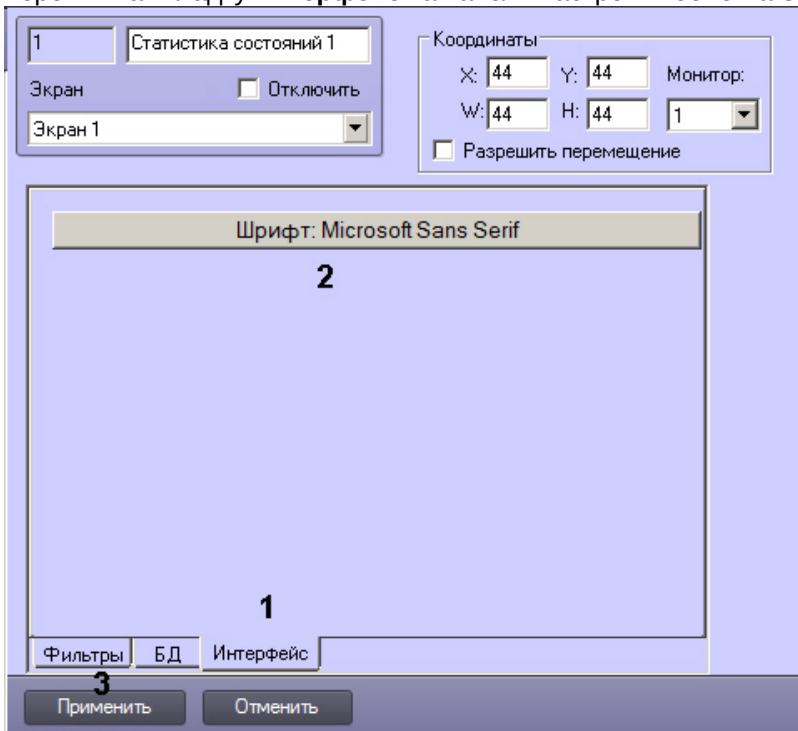 1
Статистика состояний 1
Экран
Отключить
Экран 1
Координаты
X: 44 Y: 44 Монитор:
W: 44 H: 44 1
Разрешить перемещение
Шрифт: Microsoft Sans Serif
2
1
Фильтры БД Интерфейс
3
Применить Отменить